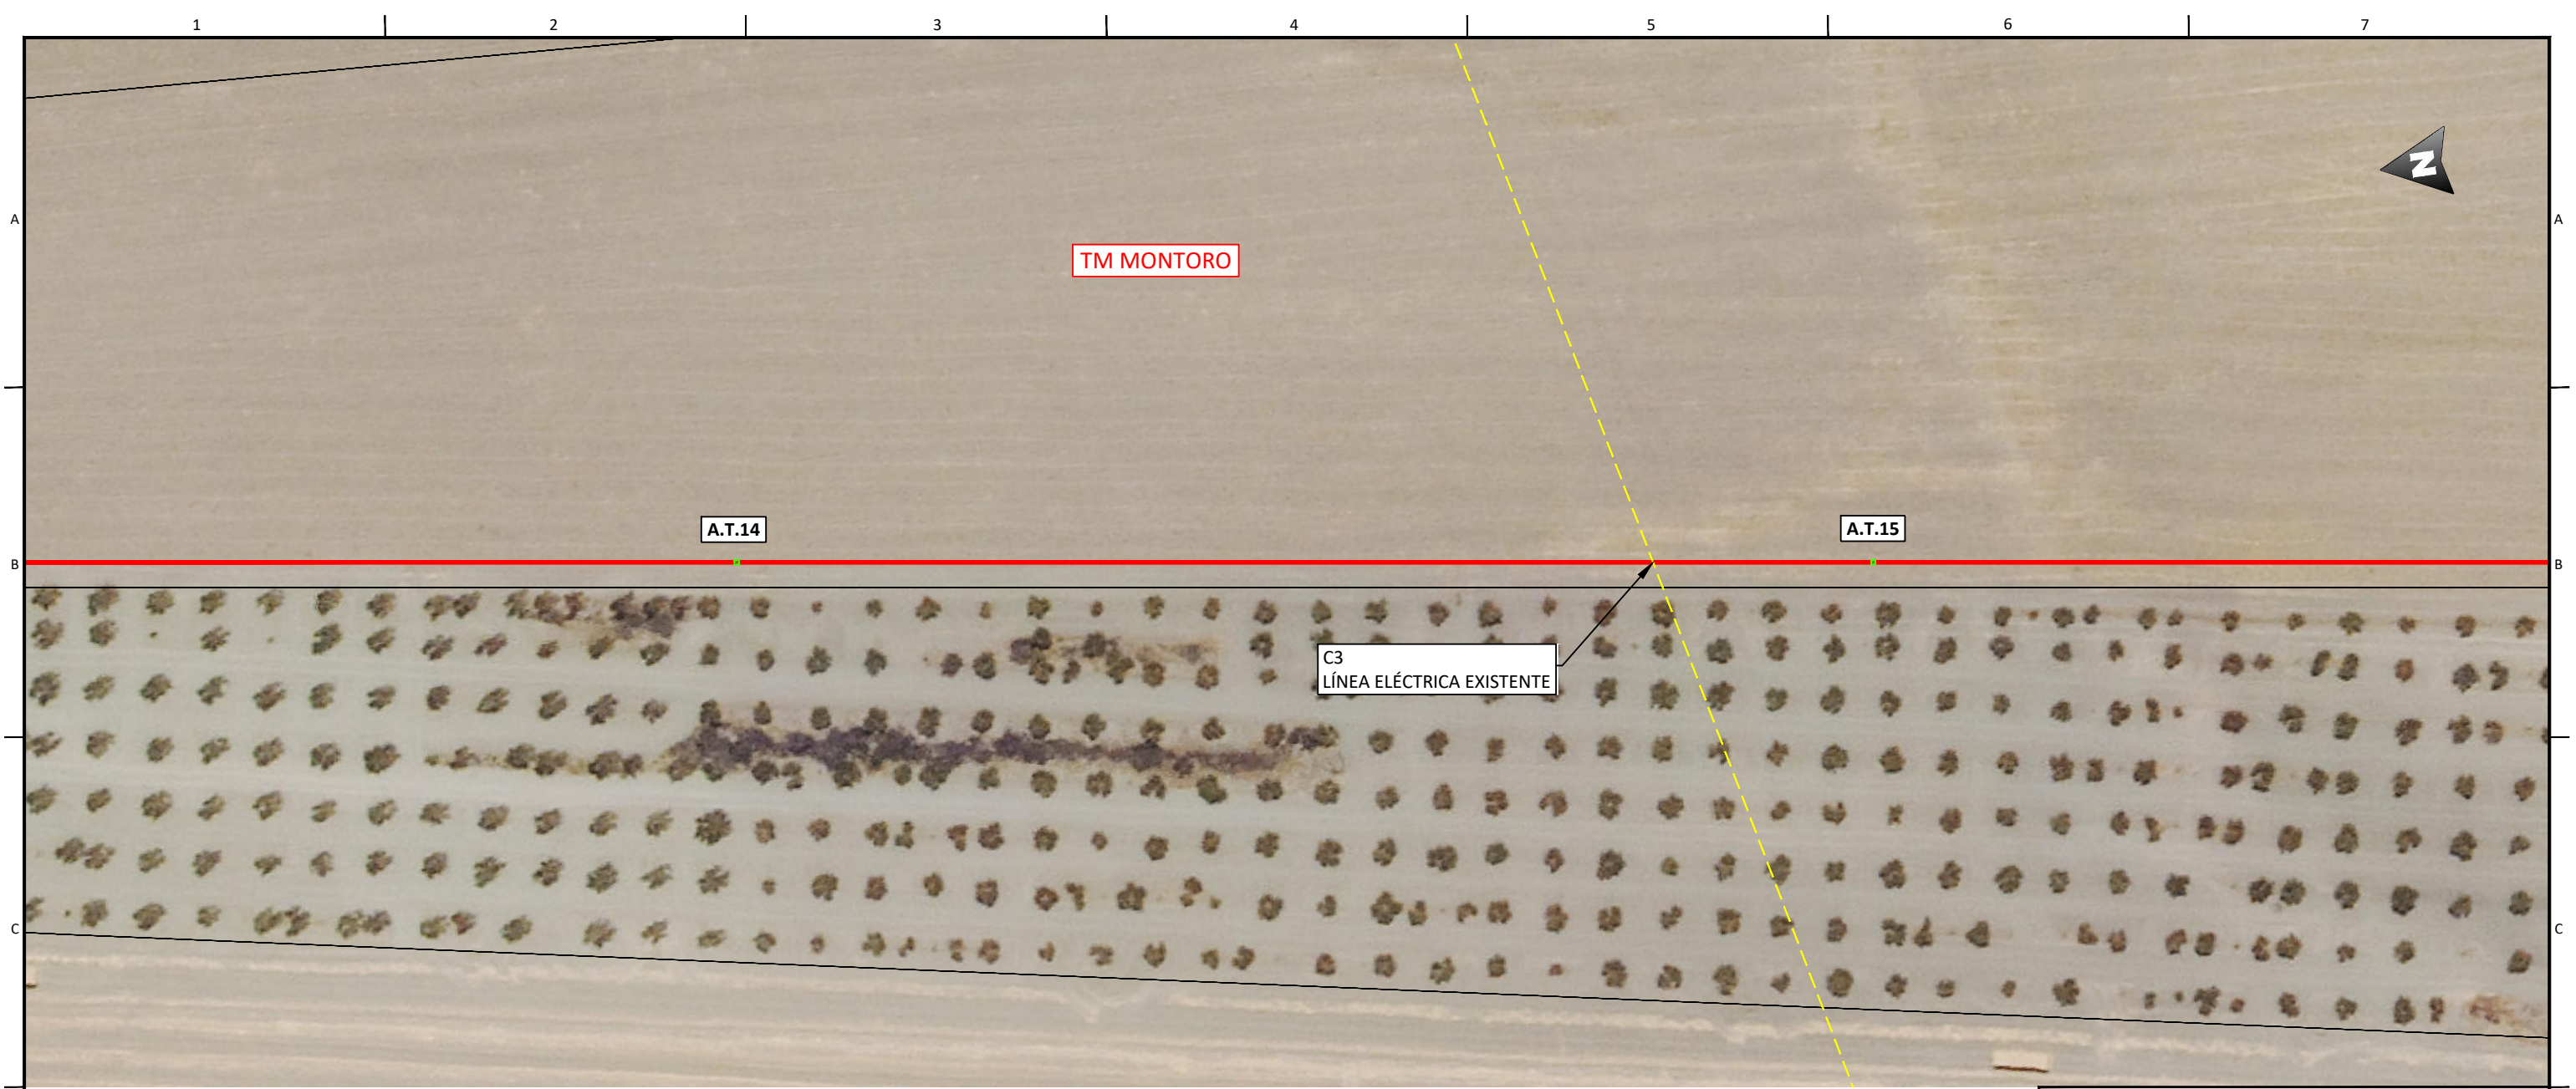 1 2 3 4 5 6 7
N
A A
TM MONTORO
A.T.14 A.T.15
B B
C3
LÍNEA ELÉCTRICA EXISTENTE
C C